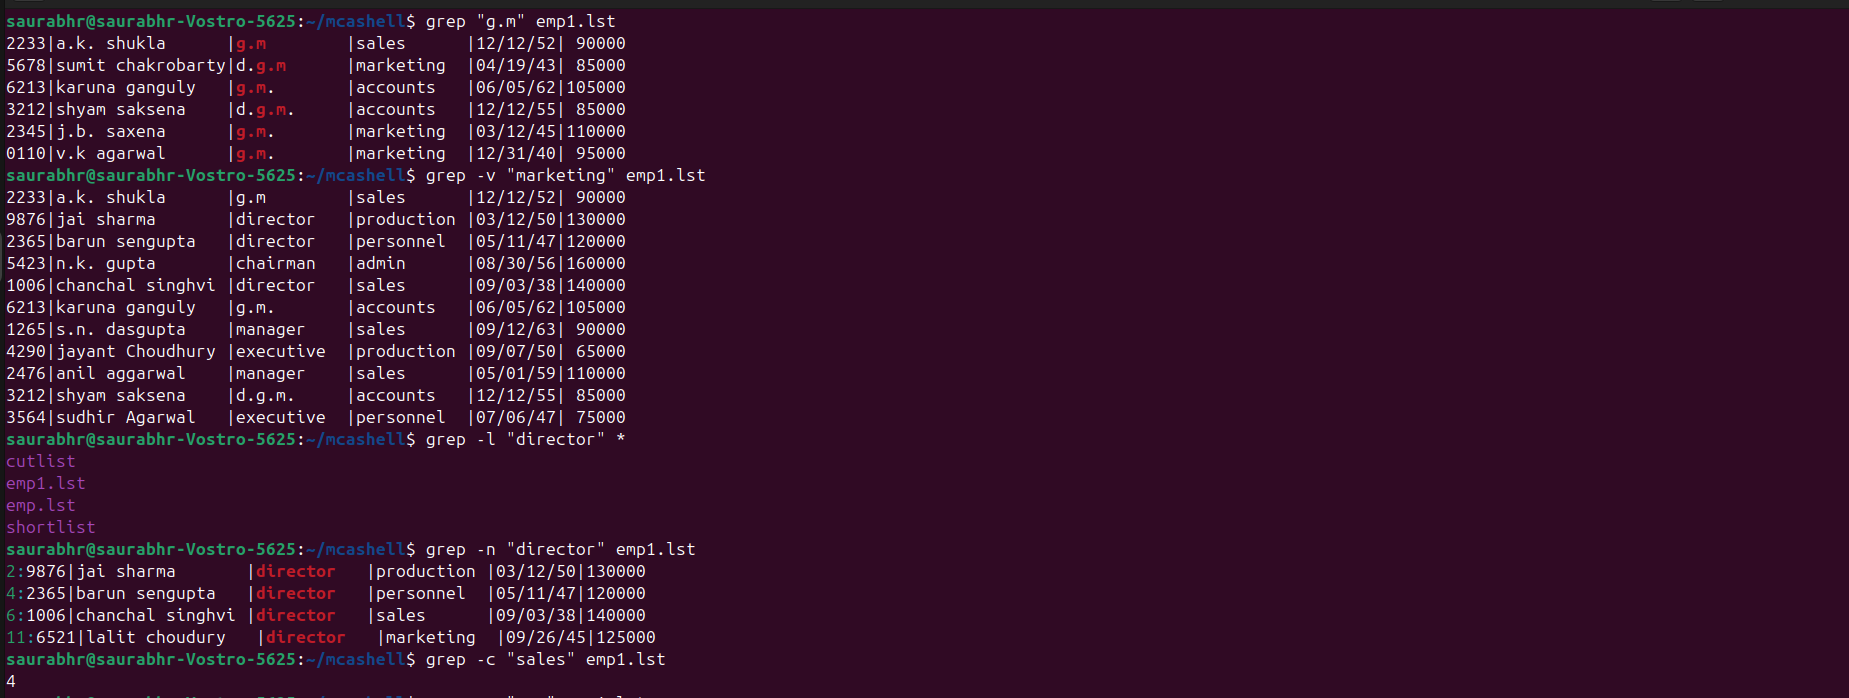 saurabhr@saurabhr-Vostro-5625:~/mcashell$ grep "g.m" emp1.lst
2233|a.k. shukla      |g.m        |sales      |12/12/52| 90000
5678|sumit chakrobarty|d.g.m      |marketing  |04/19/43| 85000
6213|karuna ganguly   |g.m.       |accounts   |06/05/62|105000
3212|shyam saksena    |d.g.m.     |accounts   |12/12/55| 85000
2345|j.b. saxena      |g.m.       |marketing  |03/12/45|110000
0110|v.k agarwal      |g.m.       |marketing  |12/31/40| 95000
saurabhr@saurabhr-Vostro-5625:~/mcashell$ grep -v "marketing" emp1.lst
2233|a.k. shukla      |g.m        |sales      |12/12/52| 90000
9876|jai sharma       |director   |production |03/12/50|130000
2365|barun sengupta   |director   |personnel  |05/11/47|120000
5423|n.k. gupta       |chairman   |admin      |08/30/56|160000
1006|chanchal singhvi |director   |sales      |09/03/38|140000
6213|karuna ganguly   |g.m.       |accounts   |06/05/62|105000
1265|s.n. dasgupta    |manager    |sales      |09/12/63| 90000
4290|jayant Choudhury |executive  |production |09/07/50| 65000
2476|anil aggarwal    |manager    |sales      |05/01/59|110000
3212|shyam saksena    |d.g.m.     |accounts   |12/12/55| 85000
3564|sudhir Agarwal   |executive  |personnel  |07/06/47| 75000
saurabhr@saurabhr-Vostro-5625:~/mcashell$ grep -l "director" *
cutlist
emp1.lst
emp.lst
shortlist
saurabhr@saurabhr-Vostro-5625:~/mcashell$ grep -n "director" emp1.lst
2:9876|jai sharma       |director   |production |03/12/50|130000
4:2365|barun sengupta   |director   |personnel  |05/11/47|120000
6:1006|chanchal singhvi |director   |sales      |09/03/38|140000
11:6521|lalit choudury   |director   |marketing  |09/26/45|125000
saurabhr@saurabhr-Vostro-5625:~/mcashell$ grep -c "sales" emp1.lst
4